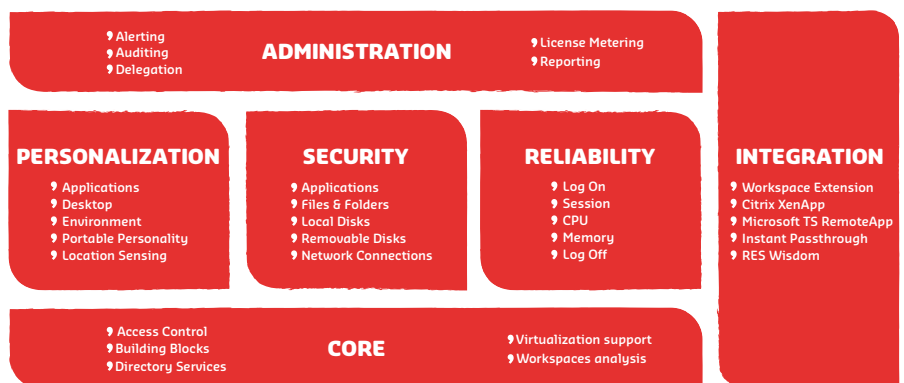 ADMINISTRATION
Alerting
Auditing
Delegation
License Metering
Reporting
PERSONALIZATION
Applications
Desktop
Environment
Portable Personality
Location Sensing
SECURITY
Applications
Files & Folders
Local Disks
Removable Disks
Network Connections
RELIABILITY
Log On
Session
CPU
Memory
Log Off
INTEGRATION
Workspace Extension
Citrix XenApp
Microsoft TS RemoteApp
Instant Passthrough
RES Wisdom
CORE
Access Control
Building Blocks
Directory Services
Virtualization support
Workspaces analysis